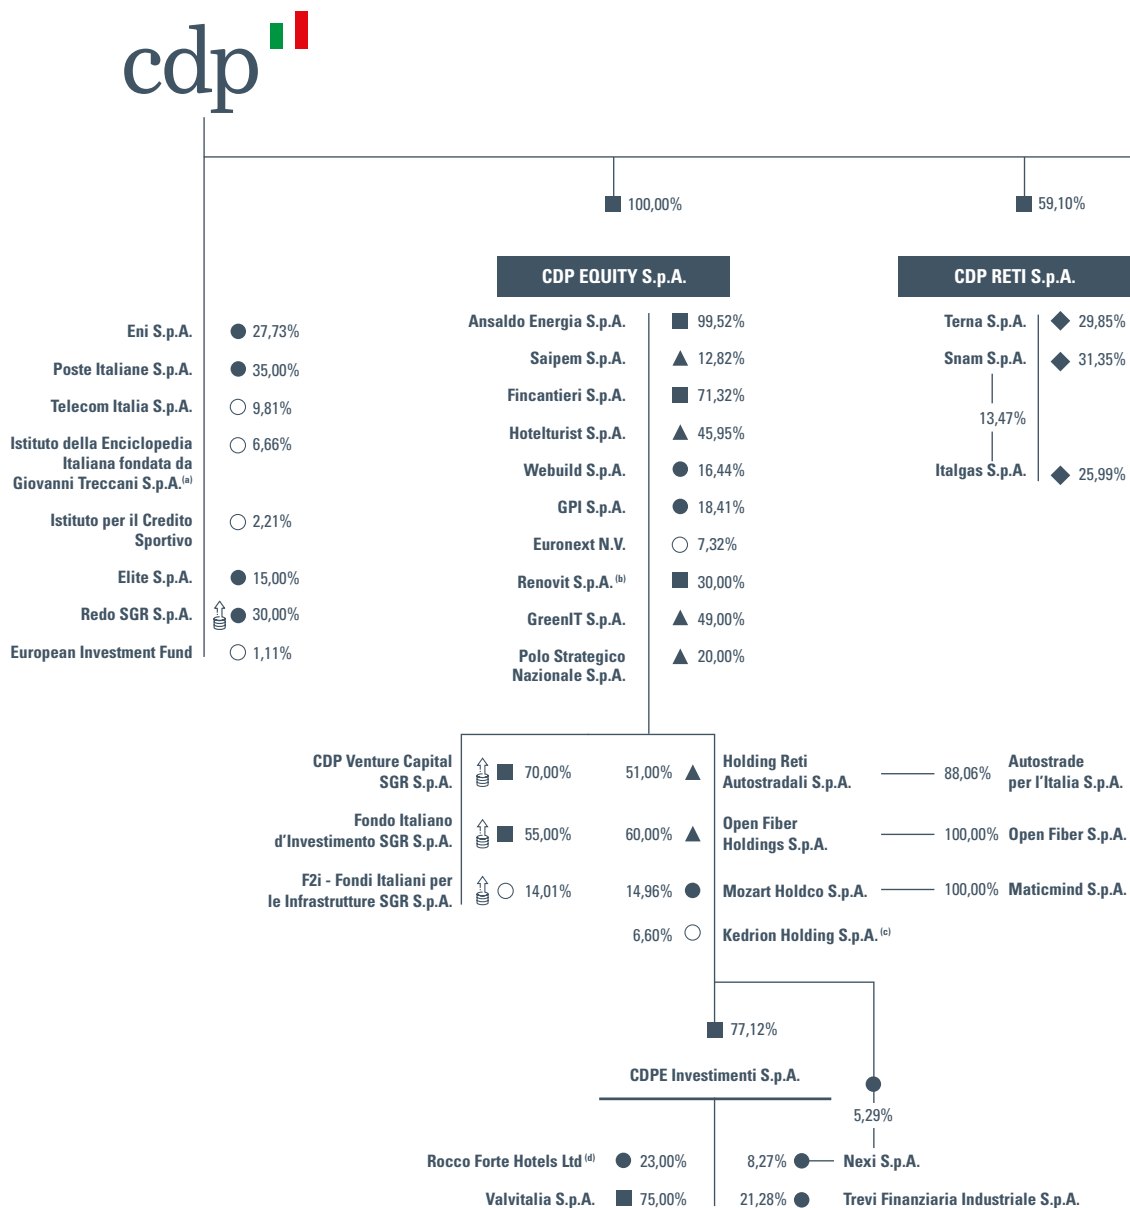 cdp
100,00%
59,10%
CDP EQUITY S.p.A.
CDP RETI S.p.A.
Eni S.p.A. 27,73%
Poste Italiane S.p.A. 35,00%
Telecom Italia S.p.A. 9,81%
Istituto della Enciclopedia 6,66%
Italiana fondata da
Giovanni Treccani S.p.A.(a)
Istituto per il Credito 2,21%
Sportivo
Elite S.p.A. 15,00%
Redo SGR S.p.A. 30,00%
European Investment Fund 1,11%
Ansaldo Energia S.p.A. 99,52%
Saipem S.p.A. 12,82%
Fincantieri S.p.A. 71,32%
Hotelturist S.p.A. 45,95%
Webuild S.p.A. 16,44%
GPI S.p.A. 18,41%
Euronext N.V. 7,32%
Renovit S.p.A. (b) 30,00%
GreenIT S.p.A. 49,00%
Polo Strategico 20,00%
Nazionale S.p.A.
Terna S.p.A. 29,85%
Snam S.p.A. 31,35%
13,47%
Italgas S.p.A. 25,99%
CDP Venture Capital 70,00%
SGR S.p.A.
Fondo Italiano 55,00%
d'Investimento SGR S.p.A.
F2i - Fondi Italiani per 14,01%
le Infrastrutture SGR S.p.A.
51,00% Holding Reti 88,06% Autostrade
Autostradali S.p.A. per l'Italia S.p.A.
60,00% Open Fiber 100,00% Open Fiber S.p.A.
Holdings S.p.A.
14,96% Mozart Holdco S.p.A. 100,00% Maticmind S.p.A.
6,60% Kedrion Holding S.p.A. (c)
77,12%
CDPE Investimenti S.p.A.
5,29%
Rocco Forte Hotels Ltd (d) 23,00% 8,27% Nexi S.p.A.
Valvitalia S.p.A. 75,00% 21,28% Trevi Finanziaria Industriale S.p.A.